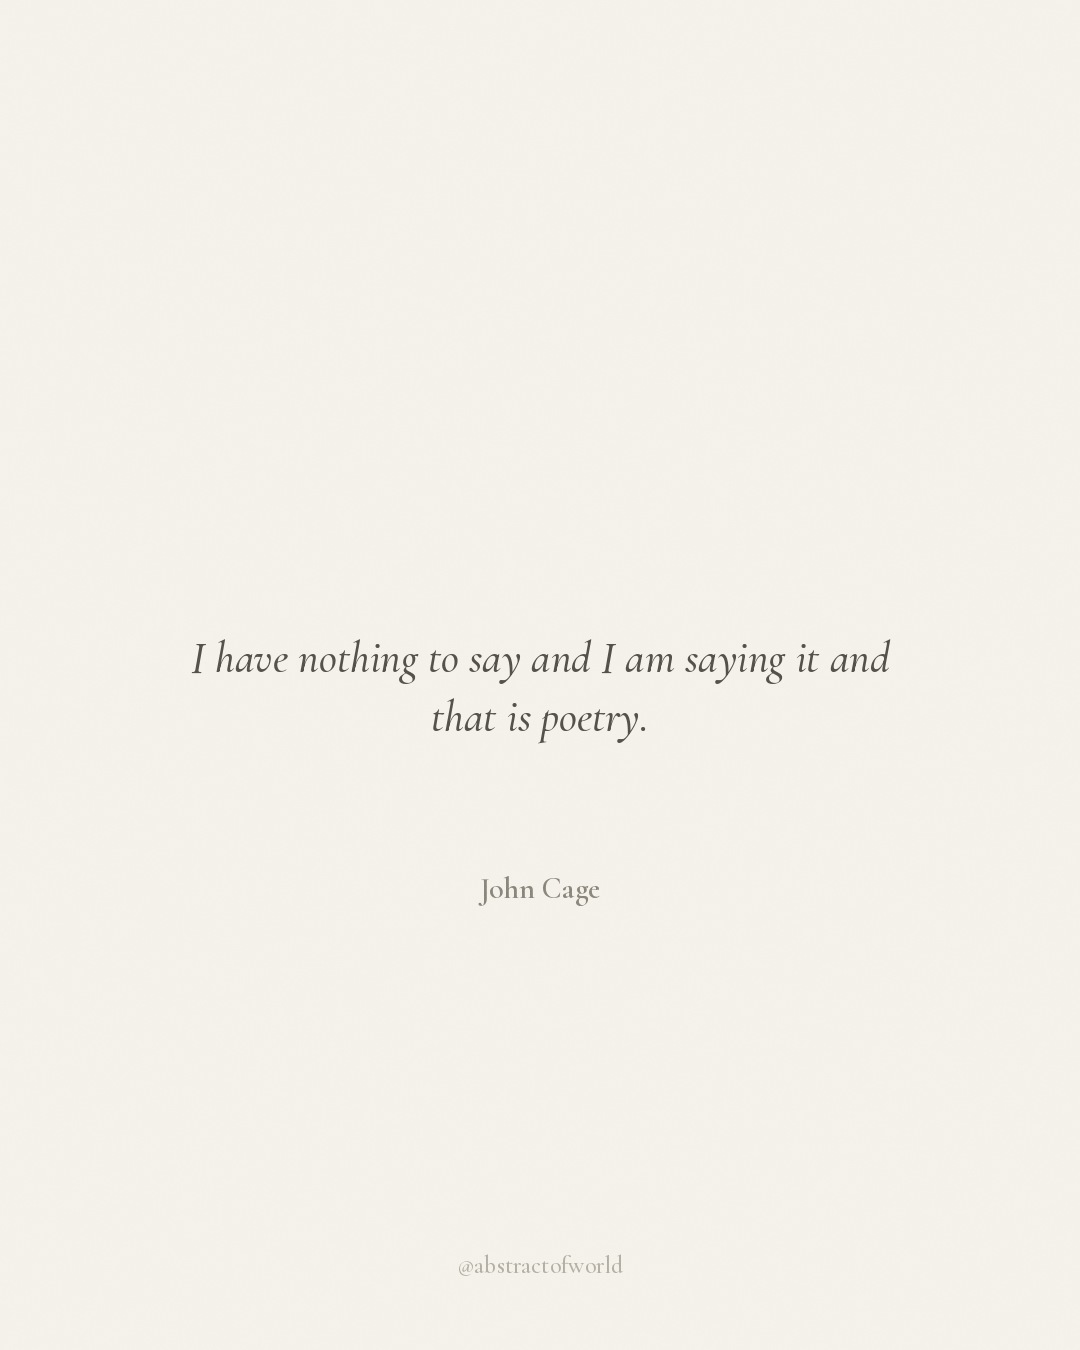 I have nothing to say and I am saying it and
that is poetry.
John Cage
@abstractofworld